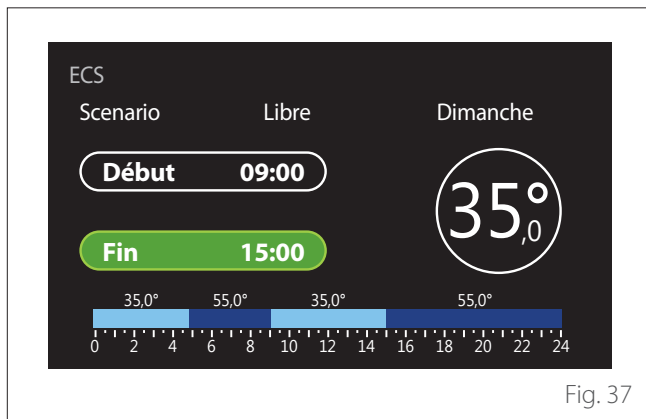 ECS
Scenario Libre Dimanche
Début 09:00
35,0°
Fin 15:00
35,0° 55,0° 35,0° 55,0°
0 2 4 6 8 10 12 14 16 18 20 22 24
Fig. 37